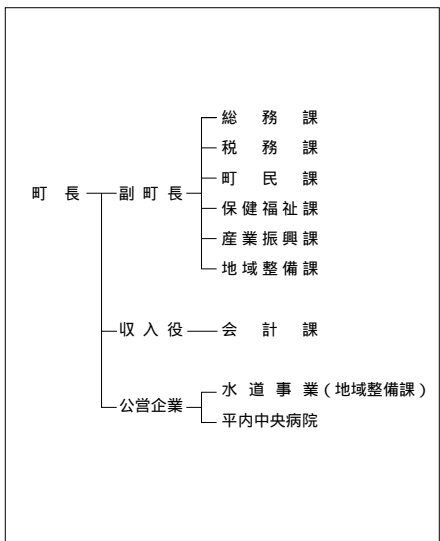 総務課
税務課
町民課
町長 副町長
保健福祉課
産業振興課
地域整備課
収入役 会計課
水道事業(地域整備課)
公営企業
平内中央病院